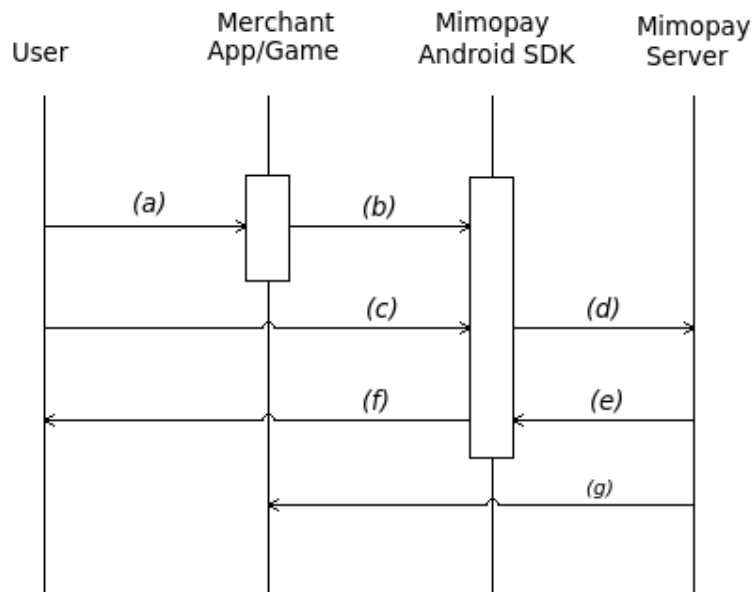 User
Merchant
App/Game
Mimopay
Android SDK
Mimopay
Server
(a)
(b)
(c)
(d)
(f)
(e)
(g)